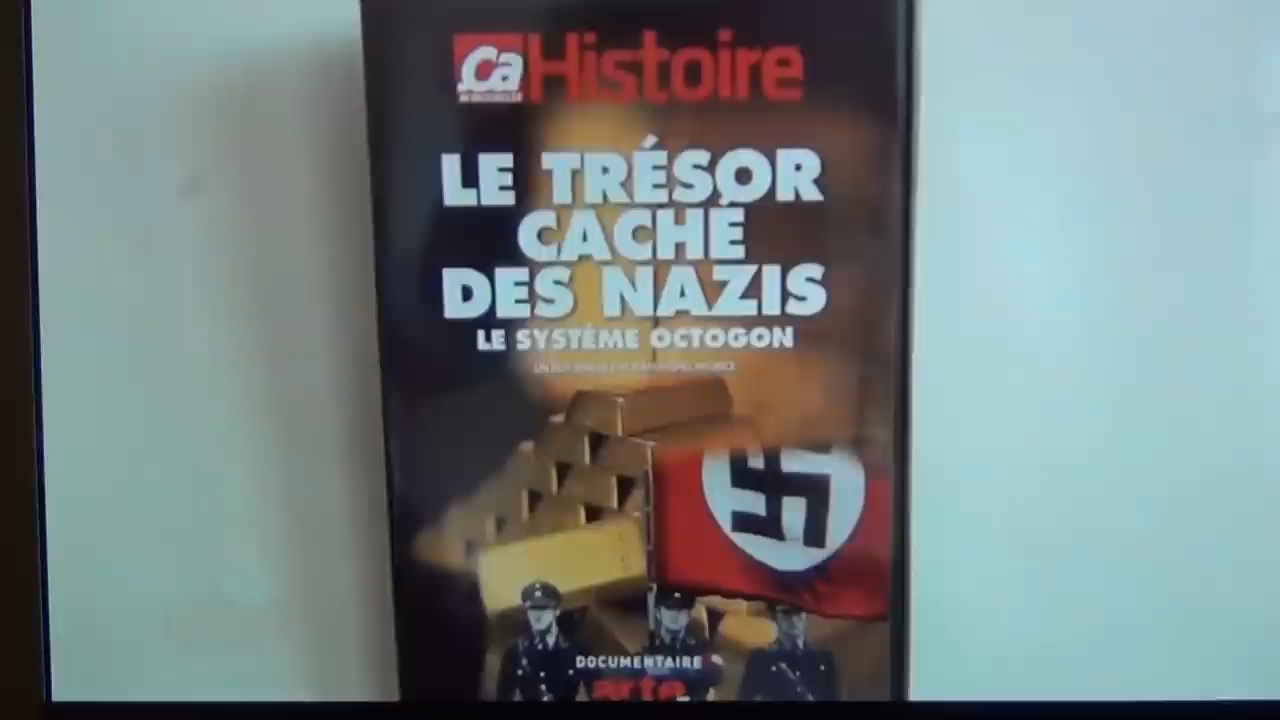 Ça Histoire
LE TRÉSOR
CACHÉ
DES NAZIS
LE SYSTÈME OCTOGON
DOCUMENTAIRE
arte